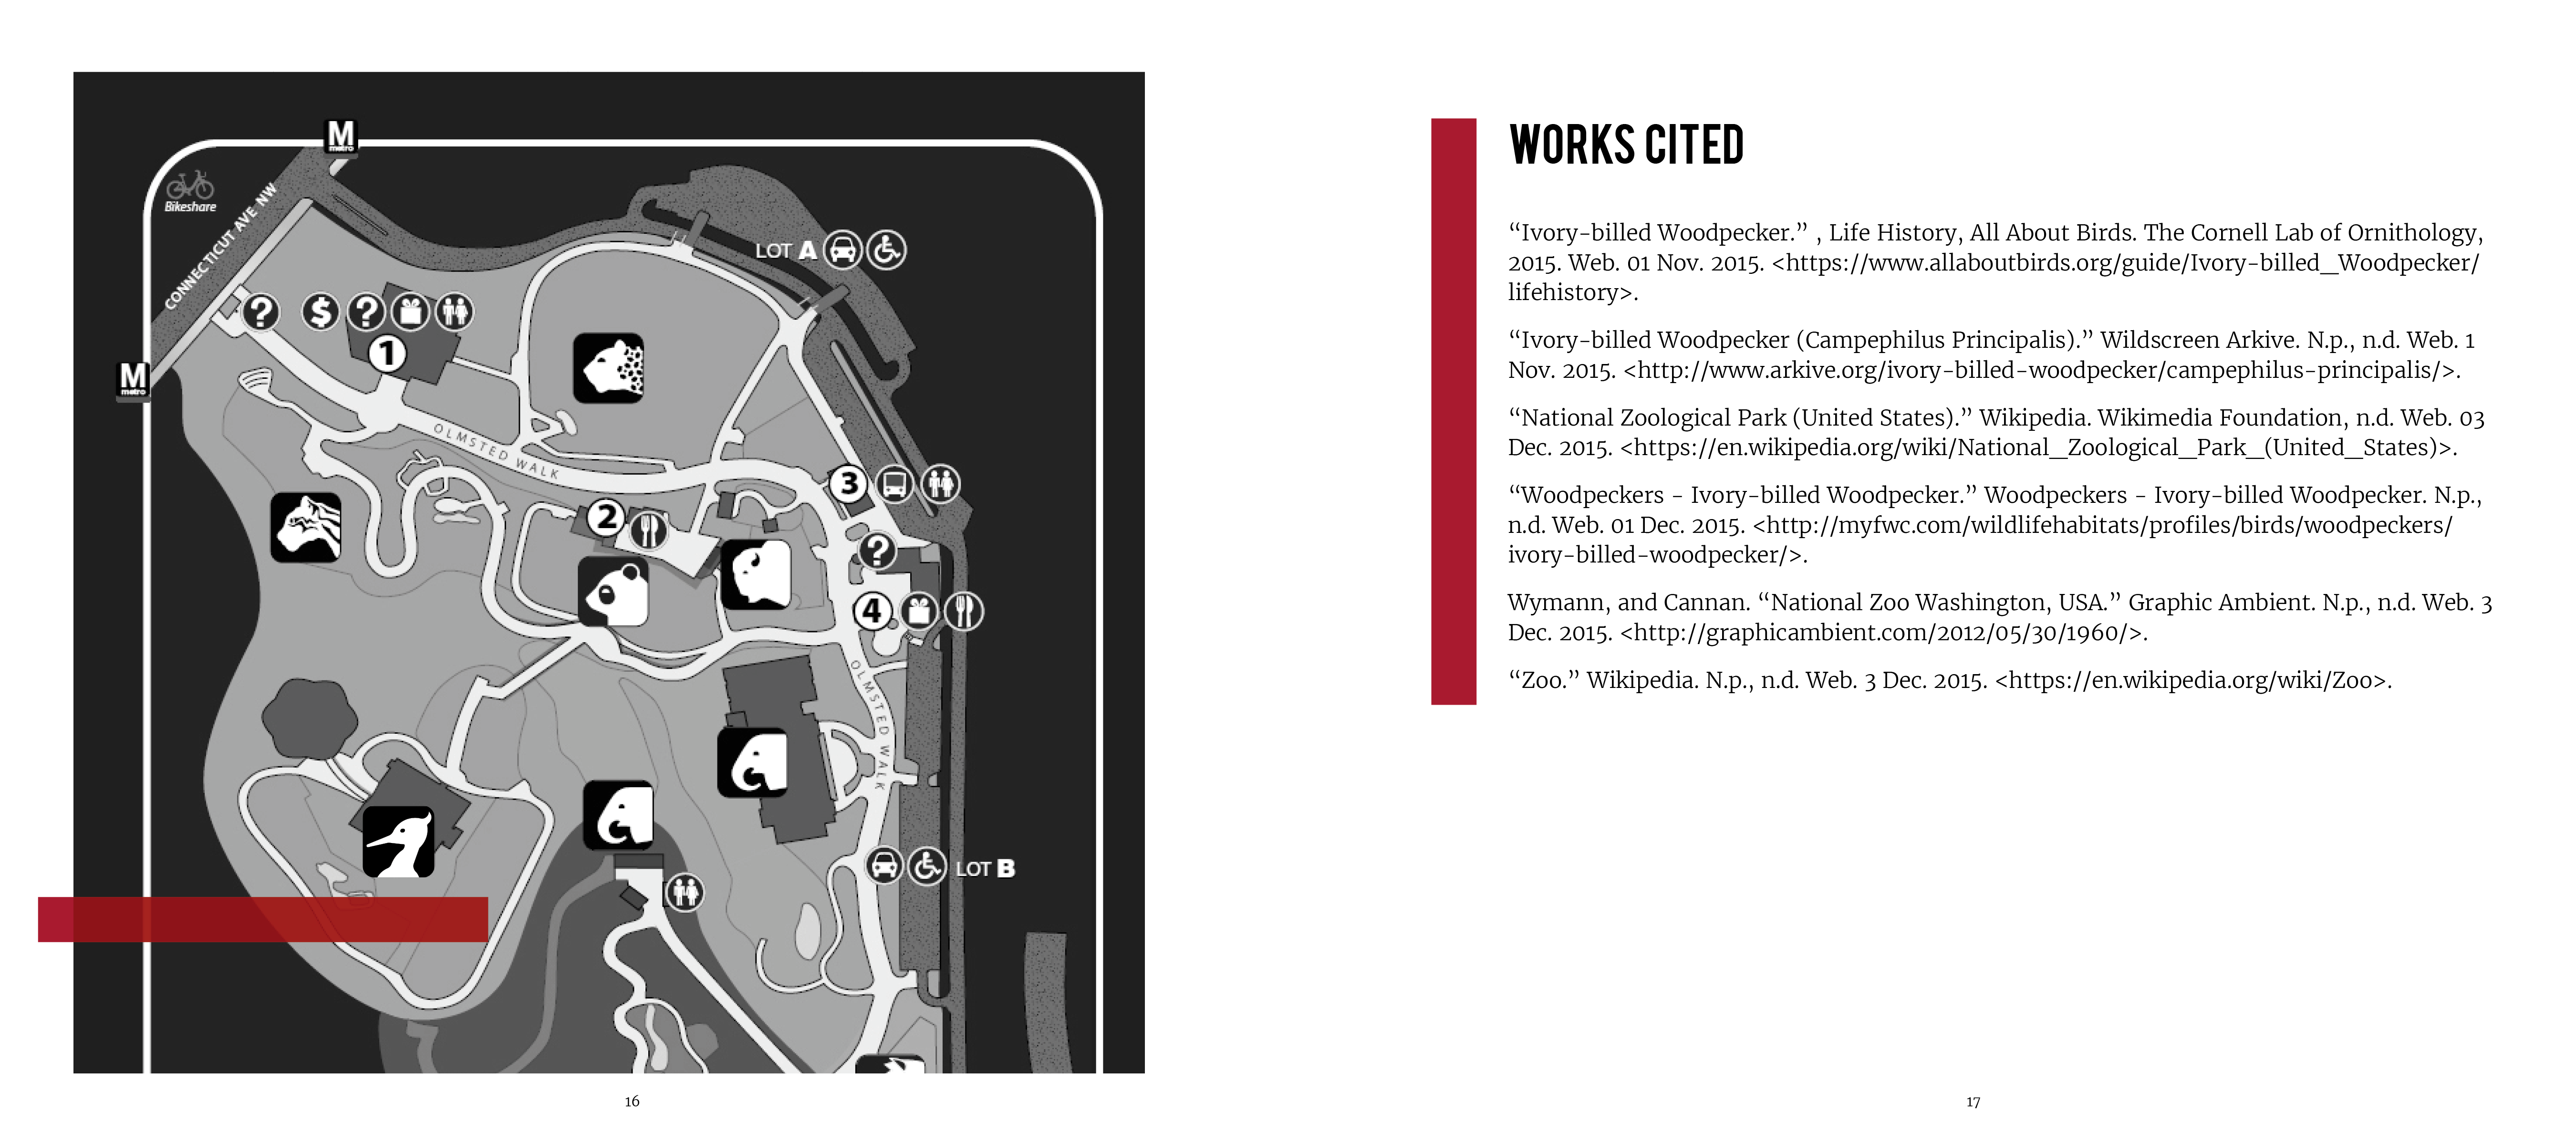 M
metro
Bikeshare
CONNECTICUT AVE NW
LOT A
? $ ?
1
M
metro
OLMSTED WALK
3
2
?
4
OLMSTED WALK
LOT B
16
WORKS CITED
“Ivory-billed Woodpecker.” , Life History, All About Birds. The Cornell Lab of Ornithology,
2015. Web. 01 Nov. 2015. <https://www.allaboutbirds.org/guide/Ivory-billed_Woodpecker/
lifehistory>.
“Ivory-billed Woodpecker (Campephilus Principalis).” Wildscreen Arkive. N.p., n.d. Web. 1
Nov. 2015. <http://www.arkive.org/ivory-billed-woodpecker/campephilus-principalis/>.
“National Zoological Park (United States).” Wikipedia. Wikimedia Foundation, n.d. Web. 03
Dec. 2015. <https://en.wikipedia.org/wiki/National_Zoological_Park_(United_States)>.
“Woodpeckers - Ivory-billed Woodpecker.” Woodpeckers - Ivory-billed Woodpecker. N.p.,
n.d. Web. 01 Dec. 2015. <http://myfwc.com/wildlifehabitats/profiles/birds/woodpeckers/
ivory-billed-woodpecker/>.
Wymann, and Cannan. “National Zoo Washington, USA.” Graphic Ambient. N.p., n.d. Web. 3
Dec. 2015. <http://graphicambient.com/2012/05/30/1960/>.
“Zoo.” Wikipedia. N.p., n.d. Web. 3 Dec. 2015. <https://en.wikipedia.org/wiki/Zoo>.
17